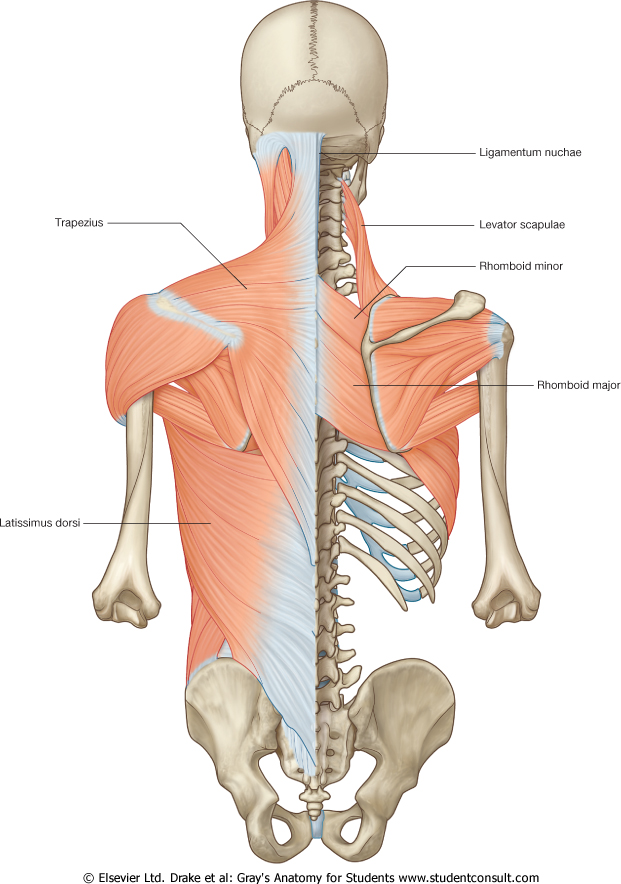 Ligamentum nuchae
Trapezius
Levator scapulae
Rhomboid minor
Rhomboid major
Latissimus dorsi
© Elsevier Ltd. Drake et al: Gray's Anatomy for Students www.studentconsult.com